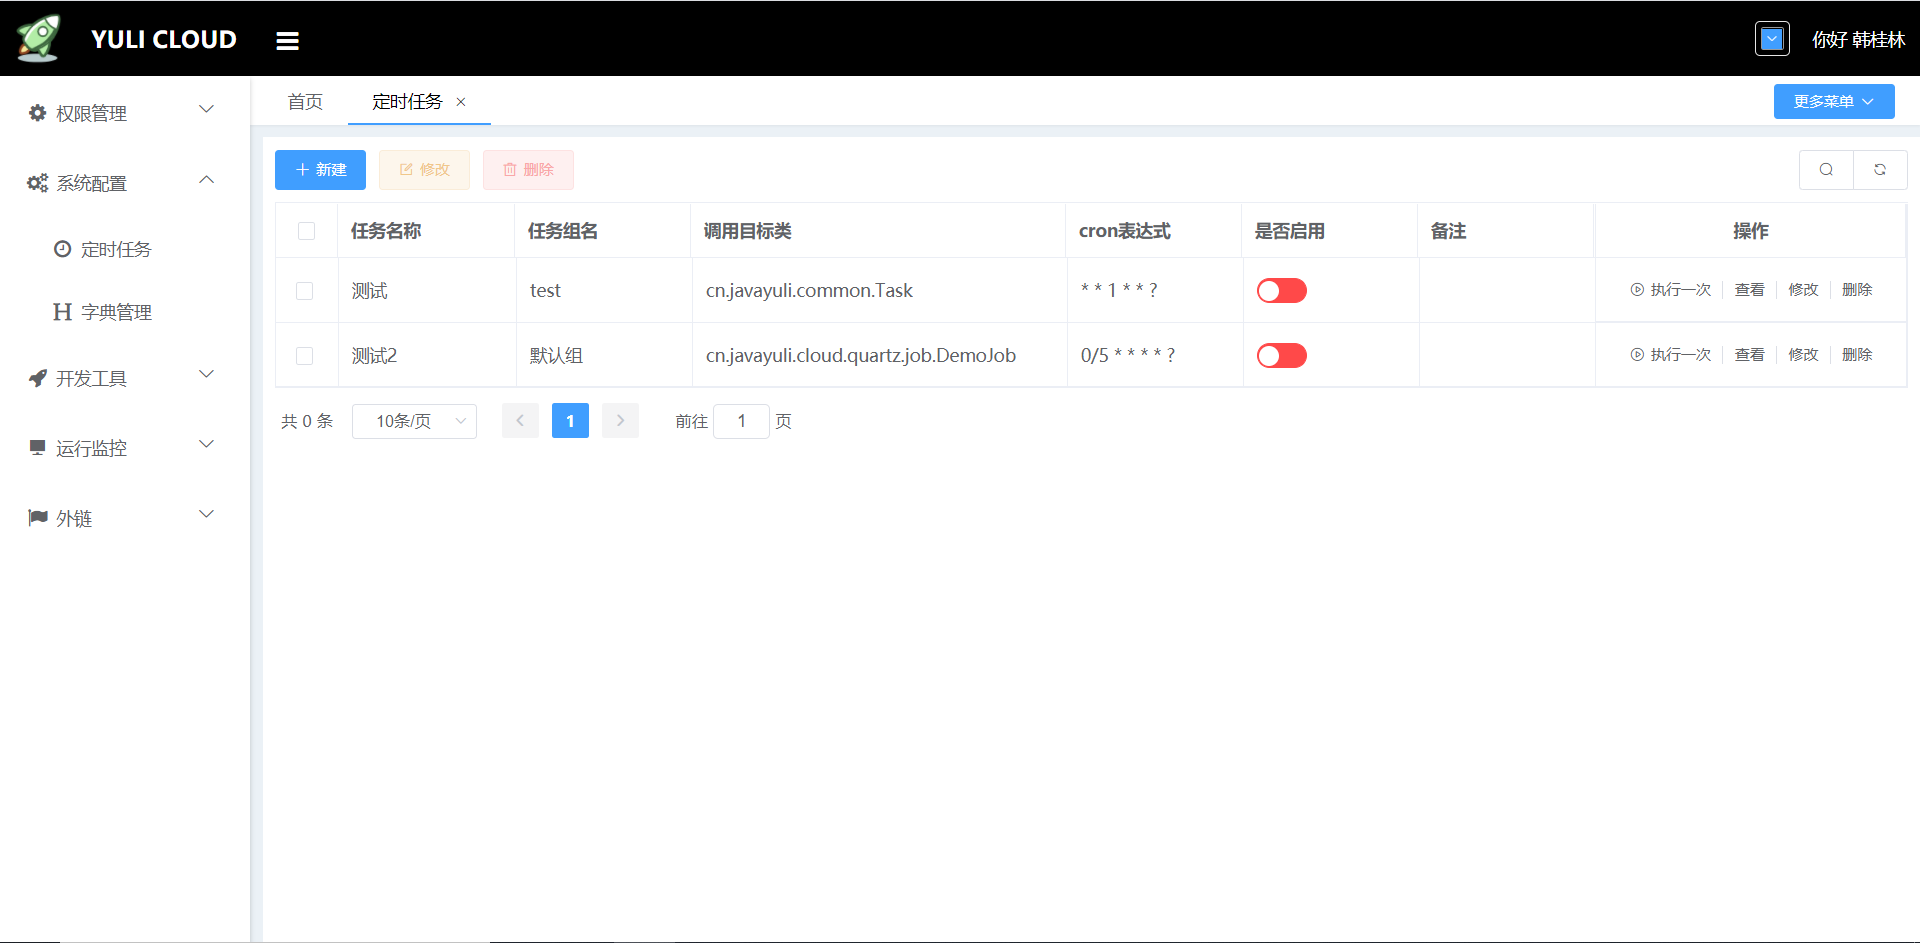 YULI CLOUD
你好 韩桂林
权限管理
系统配置
定时任务
字典管理
开发工具
运行监控
外链
首页 定时任务
更多菜单
新建 修改 删除
任务名称 任务组名 调用目标类 cron表达式 是否启用 备注 操作
测试 test cn.javayuli.common.Task * * 1 * * ? 执行一次 查看 修改 删除
测试2 默认组 cn.javayuli.cloud.quartz.job.DemoJob 0/5 * * * * ? 执行一次 查看 修改 删除
共 0 条 10条/页 1 前往 1 页